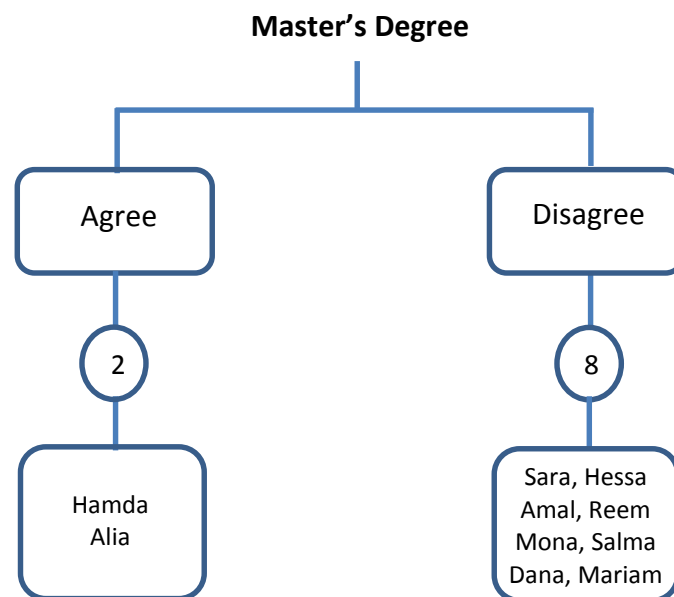 Master’s Degree
Agree
Disagree
2
8
Hamda
Alia
Sara, Hessa
Amal, Reem
Mona, Salma
Dana, Mariam